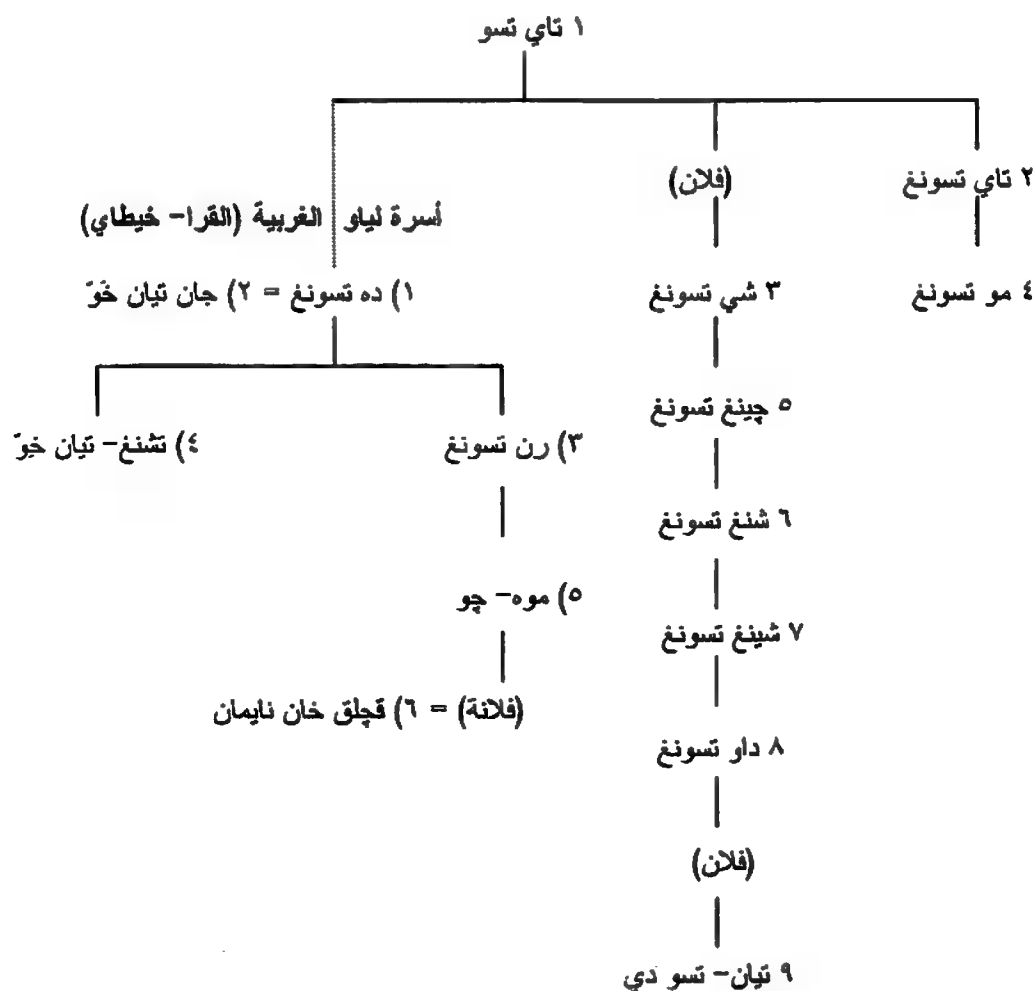 ١ تاي تسو
٢ تاي تسونغ
(فلان)
أسرة لياو الغربية (القرا- خيطاي)
٤ مو تسونغ
٣ شي تسونغ
١) ده تسونغ = ٢) جان تيان خوّ
٥ چينغ تسونغ
٣) رن تسونغ
٤) تشنغ- تيان خوّ
٦ شنغ تسونغ
٥) موه- چو
٧ شينغ تسونغ
(فلانة) = ٦) قچلق خان نايمان
٨ داو تسونغ
(فلان)
٩ تيان- تسو دي